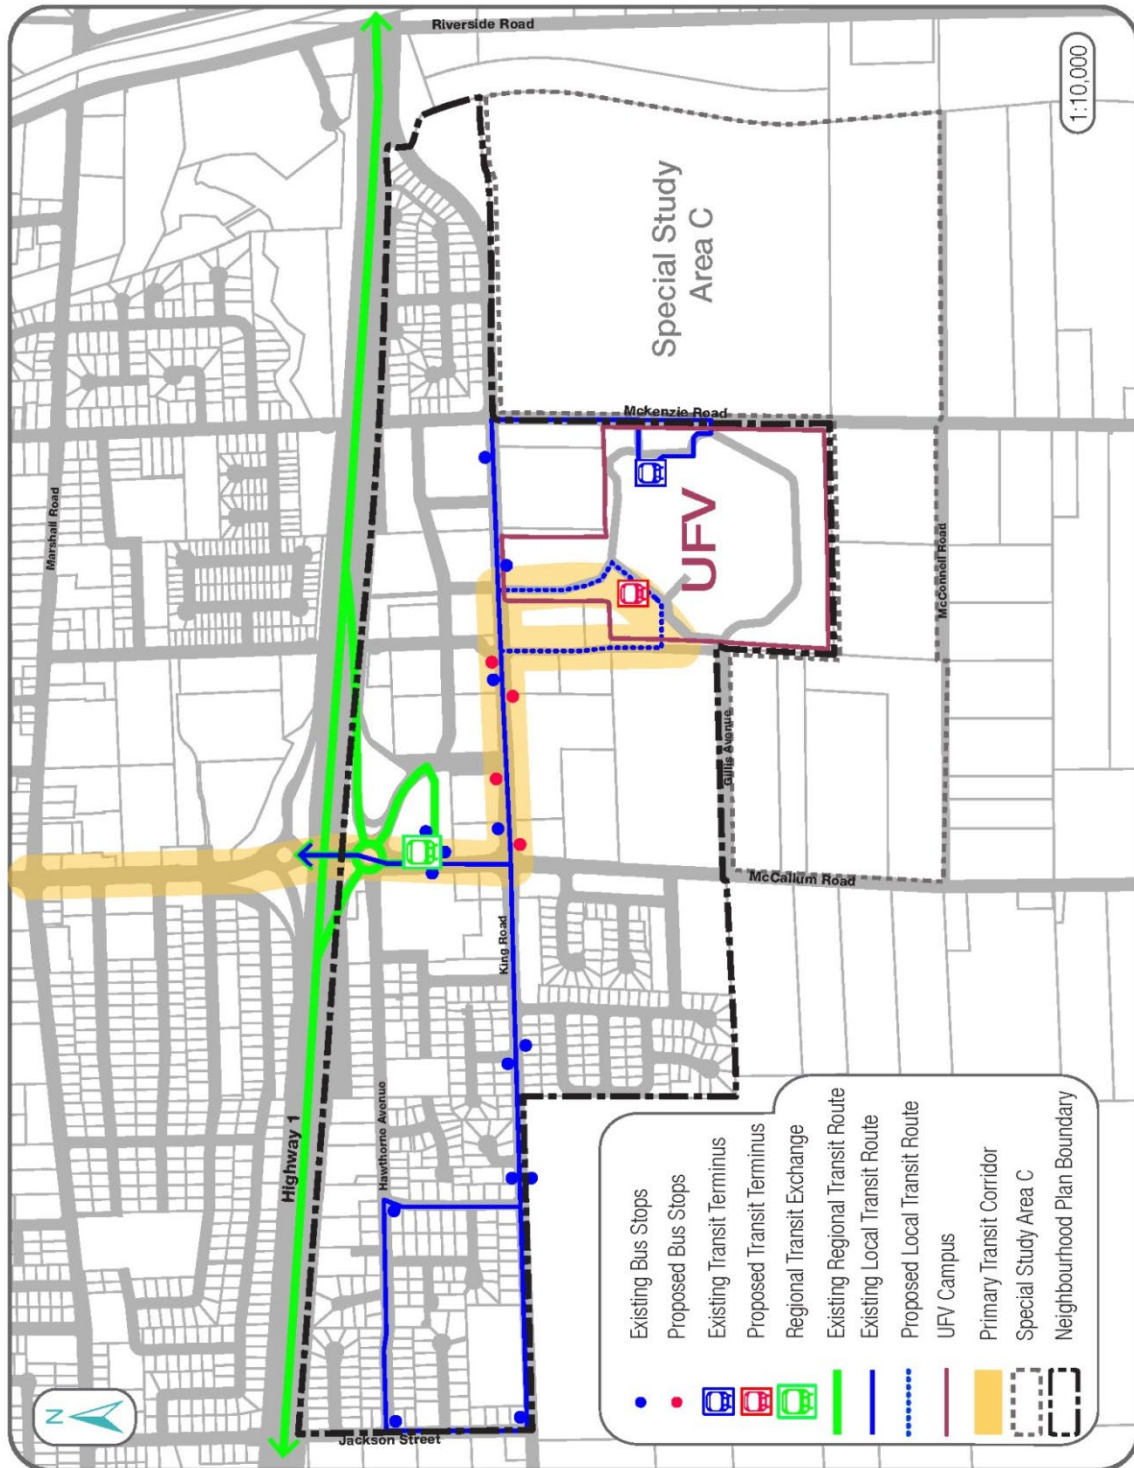 Riverside Road
1:10,000
Special Study
Area C
Marshall Road
Mckenzie Road
UFV
McConnell Road
Gillis Avenue
McCallum Road
King Road
Highway 1
Hawthorne Avenue
Jackson Street
N
Existing Bus Stops
Proposed Bus Stops
Existing Transit Terminus
Proposed Transit Terminus
Regional Transit Exchange
Existing Regional Transit Route
Existing Local Transit Route
Proposed Local Transit Route
UFV Campus
Primary Transit Corridor
Special Study Area C
Neighbourhood Plan Boundary